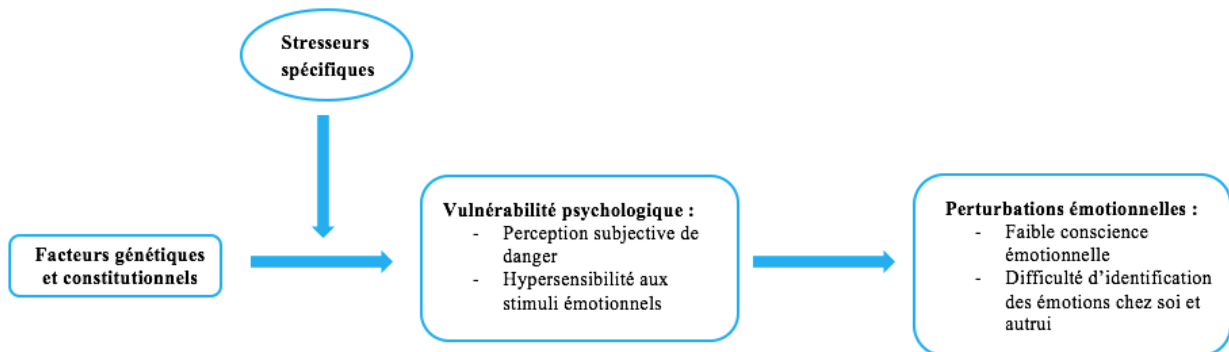 Stresseurs
spécifiques
Facteurs génétiques
et constitutionnels
Vulnérabilité psychologique :
- Perception subjective de
danger
- Hypersensibilité aux
stimuli émotionnels
Perturbations émotionnelles :
- Faible conscience
émotionnelle
- Difficulté d'identification
des émotions chez soi et
autrui